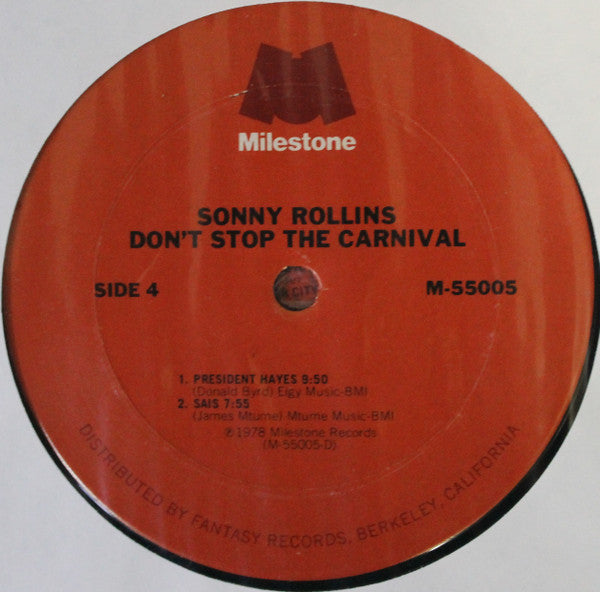 Milestone
SONNY ROLLINS
DON'T STOP THE CARNIVAL
SIDE 4
M-55005
1. PRESIDENT HAYES 9:50
(Donald Byrd) Elgy Music-BMI
2. SAIS 7:55
(James Mtume) Mtume Music-BMI
℗1978 Milestone Records
(M-55005-D)
DISTRIBUTED BY FANTASY RECORDS, BERKELEY, CALIFORNIA
CITY